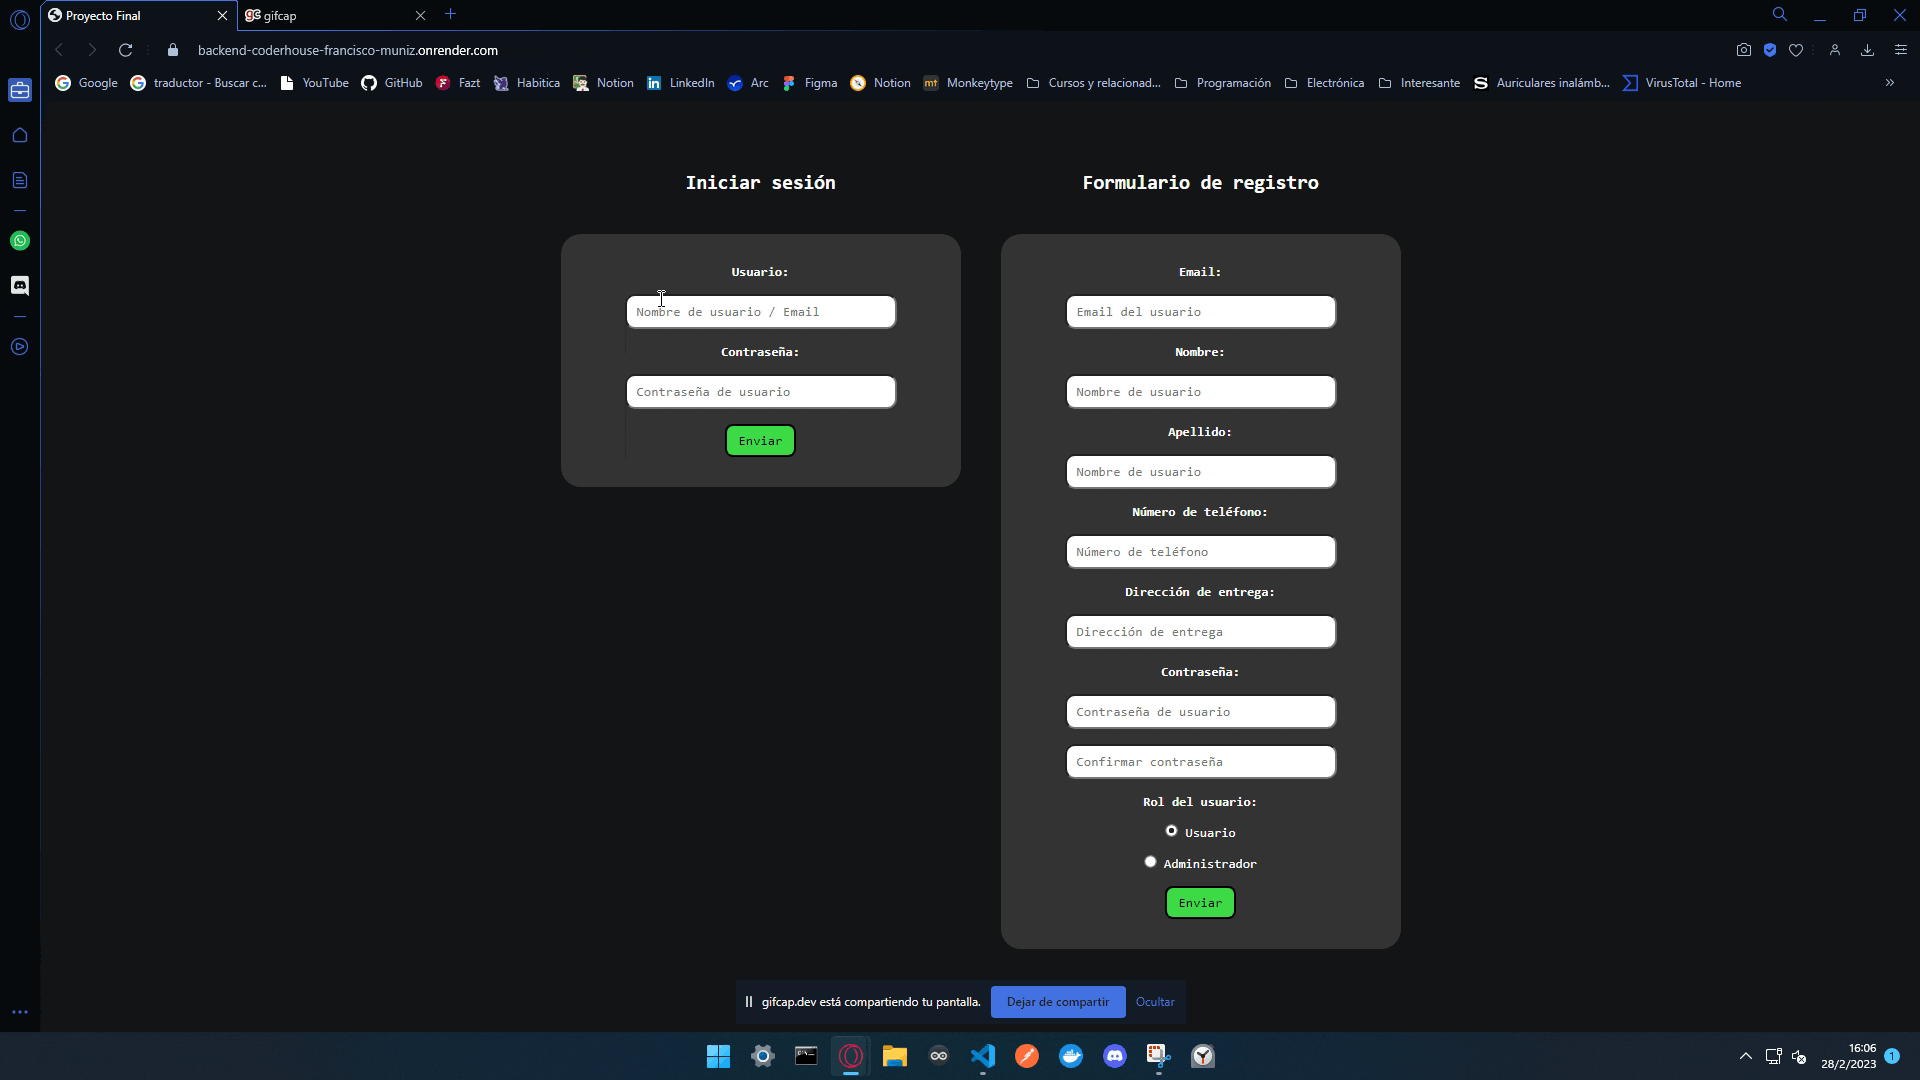 Proyecto Final
gifcap
backend-coderhouse-francisco-muniz.onrender.com
Google
traductor - Buscar c...
YouTube
GitHub
Fazt
Habitica
Notion
LinkedIn
Arc
Figma
Notion
mt
Monkeytype
Cursos y relacionad...
Programación
Electrónica
Interesante
Auriculares inalámb...
VirusTotal - Home
Iniciar sesión
Usuario:
Nombre de usuario / Email
Contraseña:
Contraseña de usuario
Enviar
Formulario de registro
Email:
Email del usuario
Nombre:
Nombre de usuario
Apellido:
Nombre de usuario
Número de teléfono:
Número de teléfono
Dirección de entrega:
Dirección de entrega
Contraseña:
Contraseña de usuario
Confirmar contraseña
Rol del usuario:
Usuario
Administrador
Enviar
gifcap.dev está compartiendo tu pantalla.
Dejar de compartir
Ocultar
16:06
28/2/2023
1